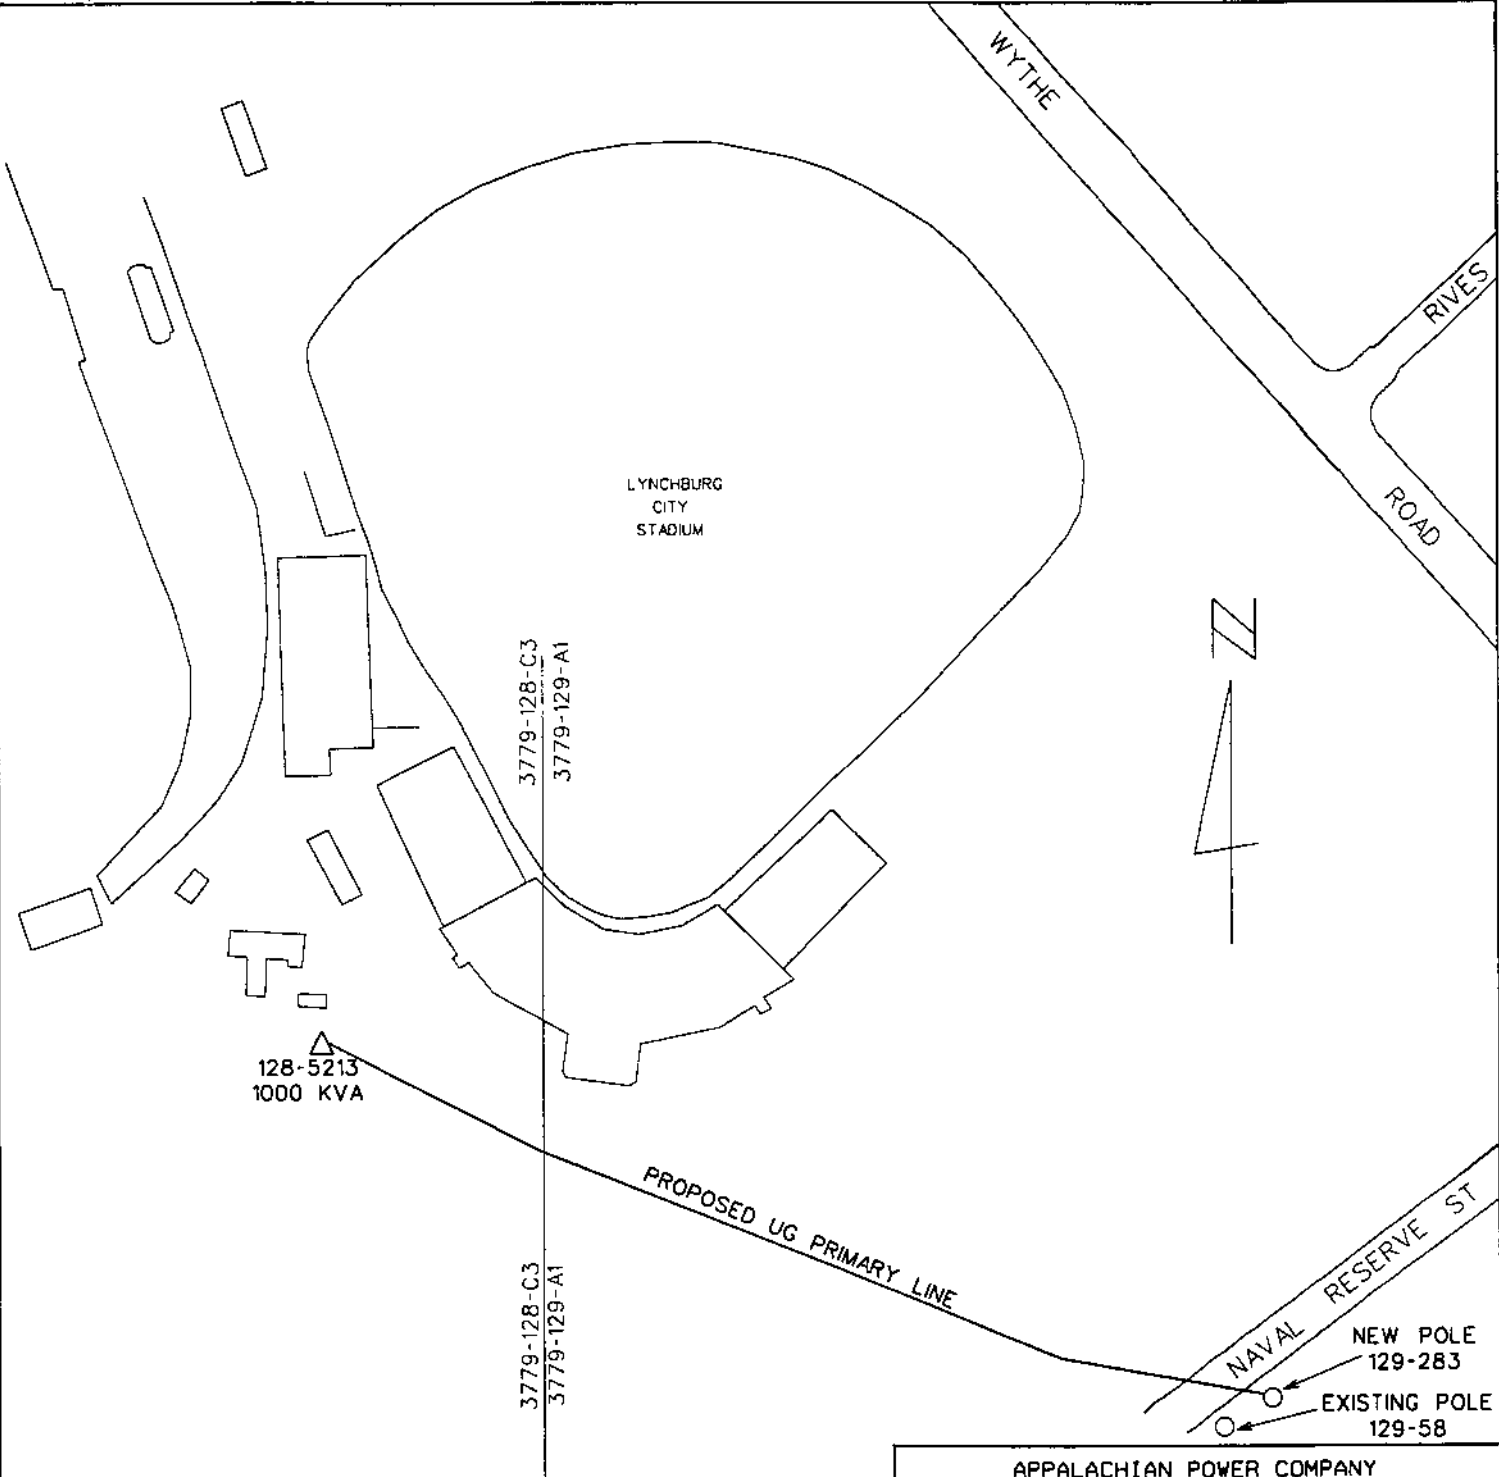 WYTHE
RIVES
LYNCHBURG
CITY
STADIUM
ROAD
N
3779-128-C3
3779-129-A1
128-5213
1000 KVA
PROPOSED UG PRIMARY LINE
NAVAL RESERVE ST
3779-128-C3
3779-129-A1
NEW POLE
129-283
EXISTING POLE
129-58
APPALACHIAN POWER COMPANY